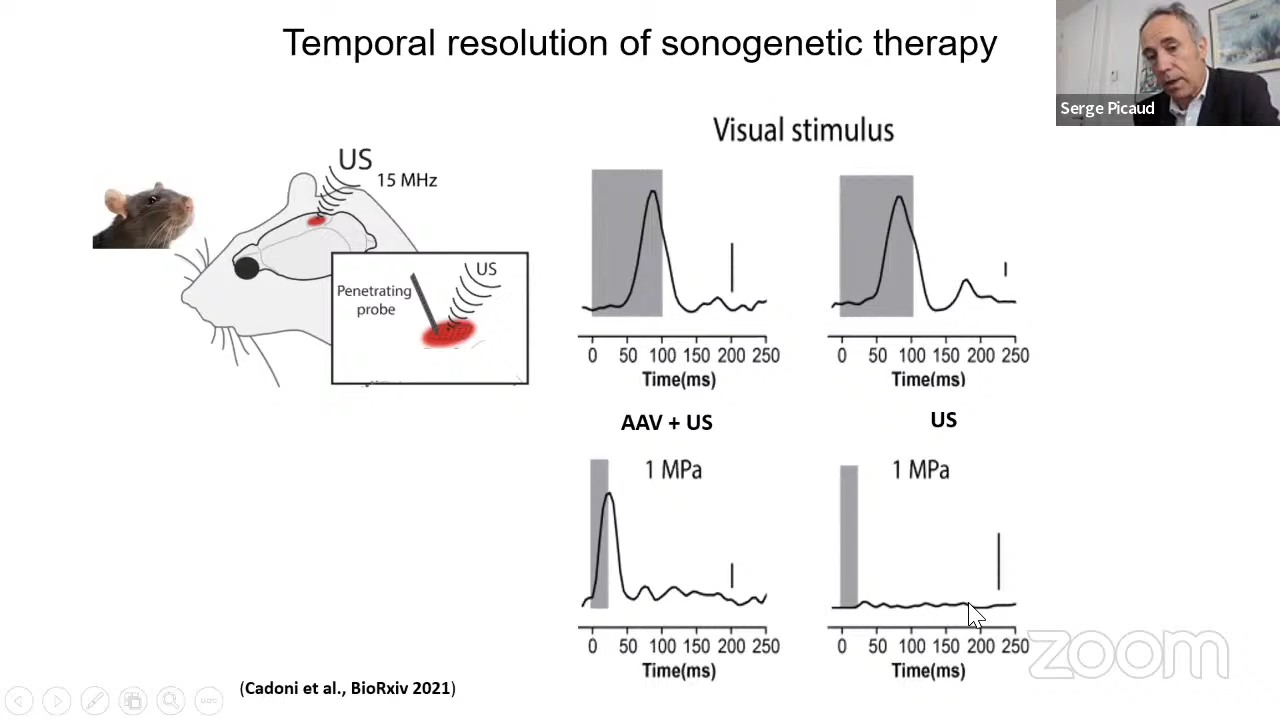 Temporal resolution of sonogenetic therapy
Serge Picaud
US
15 MHz
US
Penetrating
probe
Visual stimulus
0 50 100 150 200 250
Time(ms)
0 50 100 150 200 250
Time(ms)
AAV + US
US
1 MPa
1 MPa
0 50 100 150 200 250
Time(ms)
0 50 100 150 200 250
Time(ms)
(Cadoni et al., BioRxiv 2021)
zoom